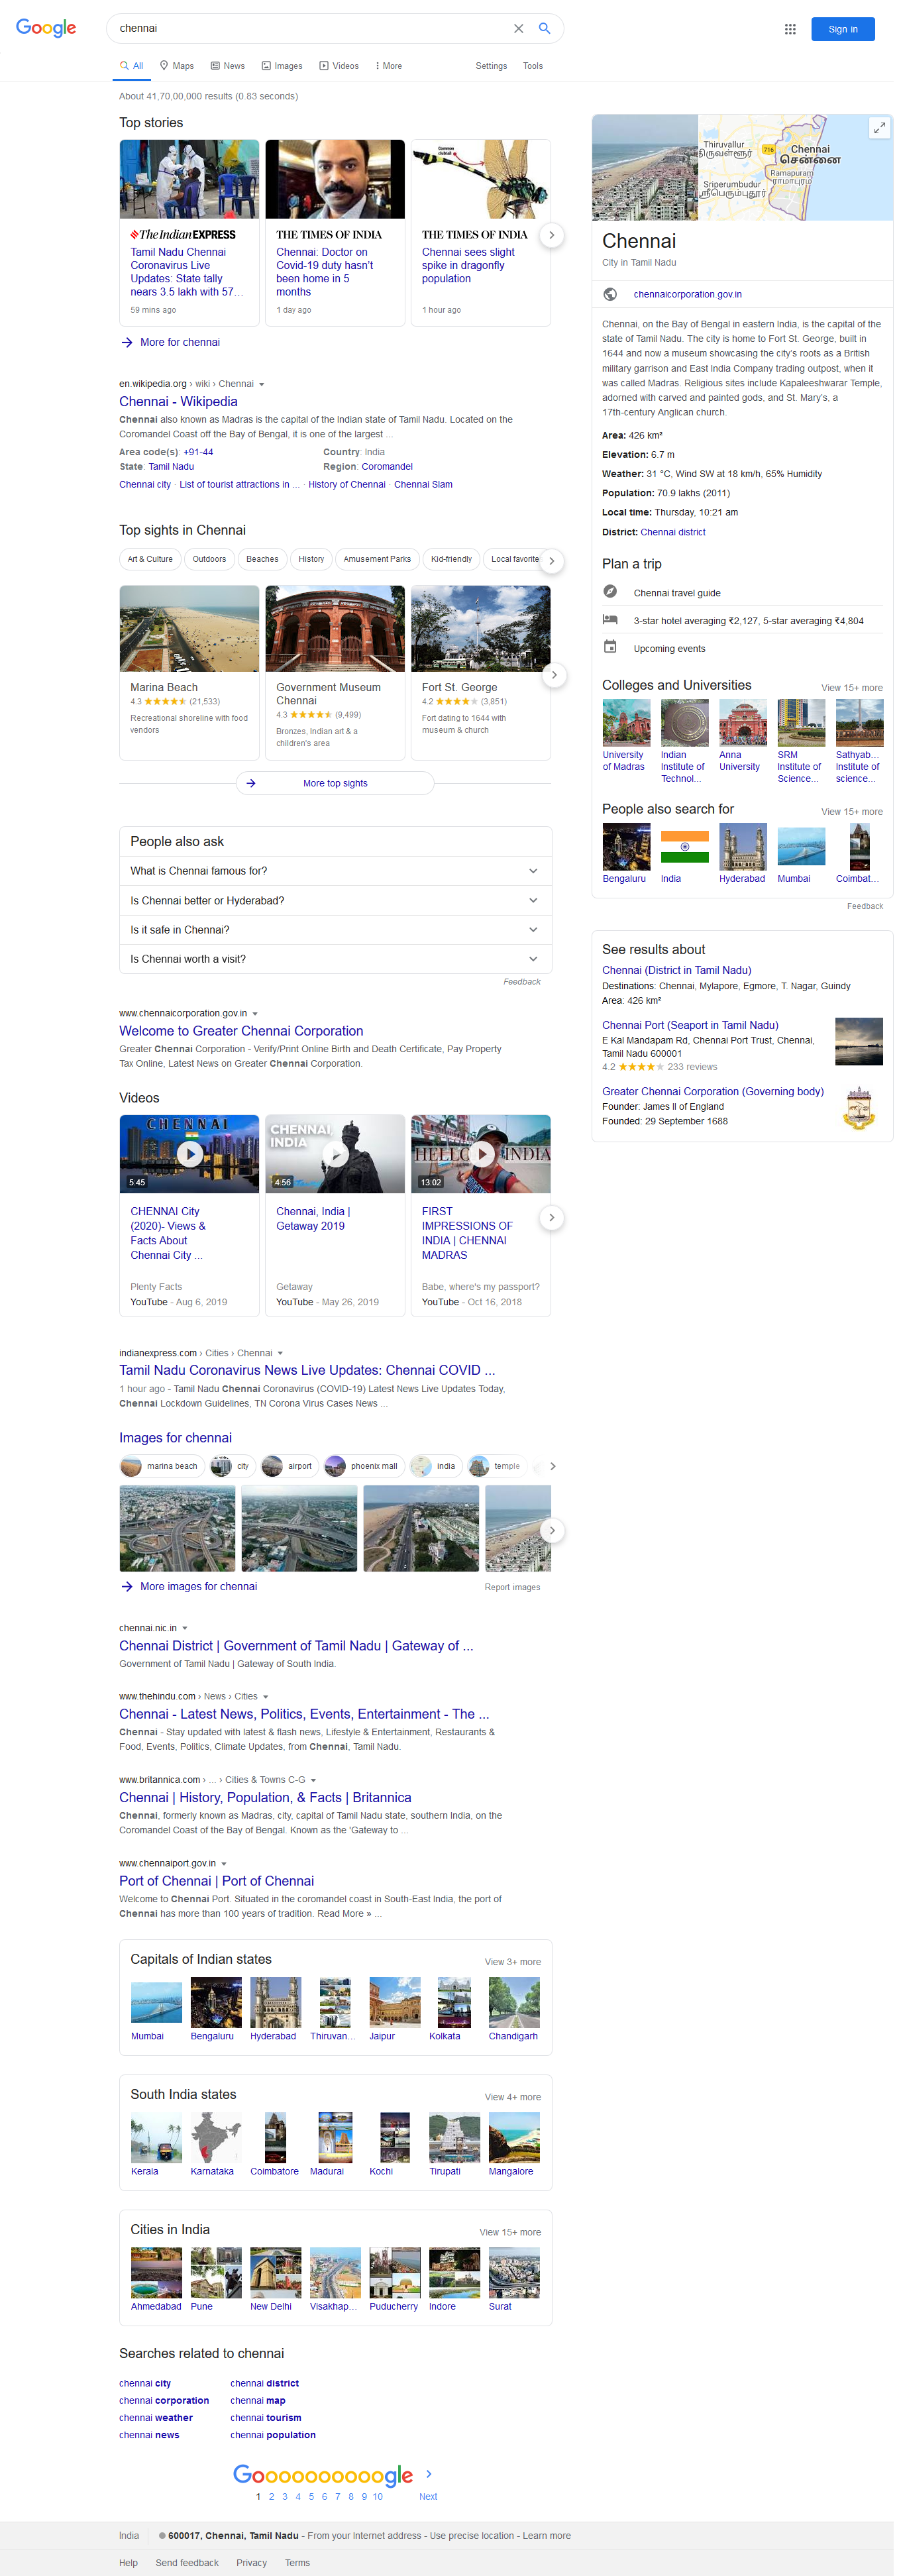 Google
chennai
Sign in
All Maps News Images Videos More Settings Tools
About 41,70,00,000 results (0.83 seconds)
Top stories
The Indian EXPRESS
Tamil Nadu Chennai
Coronavirus Live
Updates: State tally
nears 3.5 lakh with 57…
59 mins ago
THE TIMES OF INDIA
Chennai: Doctor on
Covid-19 duty hasn't
been home in 5
months
1 day ago
THE TIMES OF INDIA
Chennai sees slight
spike in dragonfly
population
1 hour ago
More for chennai
en.wikipedia.org › wiki › Chennai
Chennai - Wikipedia
Chennai also known as Madras is the capital of the Indian state of Tamil Nadu. Located on the
Coromandel Coast off the Bay of Bengal, it is one of the largest ...
Area code(s): +91-44 Country: India
State: Tamil Nadu Region: Coromandel
Chennai city · List of tourist attractions in ... · History of Chennai · Chennai Slam
Top sights in Chennai
Art & Culture Outdoors Beaches History Amusement Parks Kid-friendly Local favorite
Marina Beach
4.3 (21,533)
Recreational shoreline with food
vendors
Government Museum
Chennai
4.3 (9,499)
Bronzes, Indian art & a
children's area
Fort St. George
4.2 (3,851)
Fort dating to 1644 with
museum & church
More top sights
People also ask
What is Chennai famous for?
Is Chennai better or Hyderabad?
Is it safe in Chennai?
Is Chennai worth a visit?
Feedback
www.chennaicorporation.gov.in
Welcome to Greater Chennai Corporation
Greater Chennai Corporation - Verify/Print Online Birth and Death Certificate, Pay Property
Tax Online, Latest News on Greater Chennai Corporation.
Videos
CHENNAI
5:45
CHENNAI City
(2020)- Views &
Facts About
Chennai City ...
Plenty Facts
YouTube - Aug 6, 2019
CHENNAI,
INDIA
4:56
Chennai, India |
Getaway 2019
Getaway
YouTube - May 26, 2019
HELLO INDIA
13:02
FIRST
IMPRESSIONS OF
INDIA | CHENNAI
MADRAS
Babe, where's my passport?
YouTube - Oct 16, 2018
indianexpress.com › Cities › Chennai
Tamil Nadu Coronavirus News Live Updates: Chennai COVID ...
1 hour ago - Tamil Nadu Chennai Coronavirus (COVID-19) Latest News Live Updates Today,
Chennai Lockdown Guidelines, TN Corona Virus Cases News ...
Images for chennai
marina beach city airport phoenix mall india temple
More images for chennai
Report images
chennai.nic.in
Chennai District | Government of Tamil Nadu | Gateway of ...
Government of Tamil Nadu | Gateway of South India.
www.thehindu.com › News › Cities
Chennai - Latest News, Politics, Events, Entertainment - The ...
Chennai - Stay updated with latest & flash news, Lifestyle & Entertainment, Restaurants &
Food, Events, Politics, Climate Updates, from Chennai, Tamil Nadu.
www.britannica.com › ... › Cities & Towns C-G
Chennai | History, Population, & Facts | Britannica
Chennai, formerly known as Madras, city, capital of Tamil Nadu state, southern India, on the
Coromandel Coast of the Bay of Bengal. Known as the 'Gateway to ...
www.chennaiport.gov.in
Port of Chennai | Port of Chennai
Welcome to Chennai Port. Situated in the coromandel coast in South-East India, the port of
Chennai has more than 100 years of tradition. Read More » ...
Capitals of Indian states
View 3+ more
Mumbai Bengaluru Hyderabad Thiruvan... Jaipur Kolkata Chandigarh
South India states
View 4+ more
Kerala Karnataka Coimbatore Madurai Kochi Tirupati Mangalore
Cities in India
View 15+ more
Ahmedabad Pune New Delhi Visakhap... Puducherry Indore Surat
Searches related to chennai
chennai city chennai district
chennai corporation chennai map
chennai weather chennai tourism
chennai news chennai population
Goooooooooogle
1 2 3 4 5 6 7 8 9 10 Next
Thiruvallur
திருவள்ளூர்
716
Chennai
சென்னை
Ramapuram
ராமாபுரம்
Sriperumbudur
ஸ்ரீபெரும்புதூர்
Chennai
City in Tamil Nadu
chennaicorporation.gov.in
Chennai, on the Bay of Bengal in eastern India, is the capital of the
state of Tamil Nadu. The city is home to Fort St. George, built in
1644 and now a museum showcasing the city's roots as a British
military garrison and East India Company trading outpost, when it
was called Madras. Religious sites include Kapaleeshwarar Temple,
adorned with carved and painted gods, and St. Mary's, a
17th-century Anglican church.
Area: 426 km²
Elevation: 6.7 m
Weather: 31 °C, Wind SW at 18 km/h, 65% Humidity
Population: 70.9 lakhs (2011)
Local time: Thursday, 10:21 am
District: Chennai district
Plan a trip
Chennai travel guide
3-star hotel averaging ₹2,127, 5-star averaging ₹4,804
Upcoming events
Colleges and Universities
View 15+ more
University
of Madras
Indian
Institute of
Technol...
Anna
University
SRM
Institute of
Science...
Sathyab...
Institute of
science...
People also search for
View 15+ more
Bengaluru India Hyderabad Mumbai Coimbat...
Feedback
See results about
Chennai (District in Tamil Nadu)
Destinations: Chennai, Mylapore, Egmore, T. Nagar, Guindy
Area: 426 km²
Chennai Port (Seaport in Tamil Nadu)
E Kal Mandapam Rd, Chennai Port Trust, Chennai,
Tamil Nadu 600001
4.2 233 reviews
Greater Chennai Corporation (Governing body)
Founder: James II of England
Founded: 29 September 1688
India 600017, Chennai, Tamil Nadu - From your Internet address - Use precise location - Learn more
Help Send feedback Privacy Terms